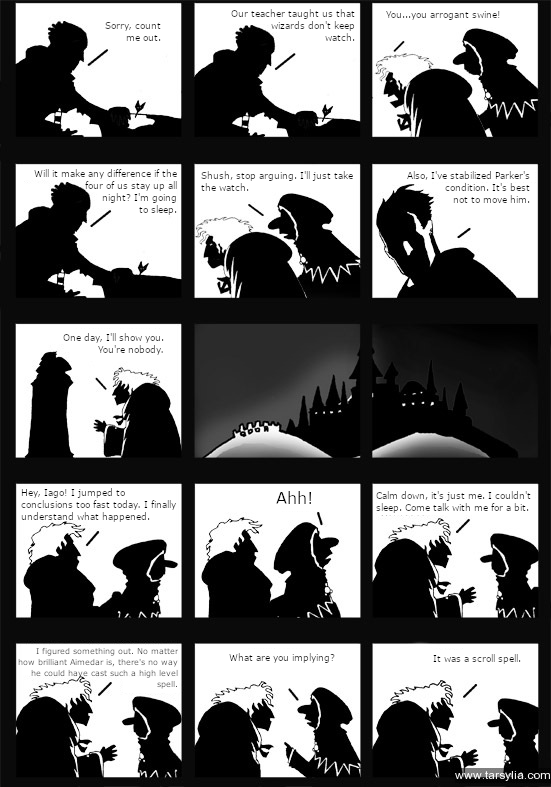 Sorry, count
me out.
Our teacher taught us that
wizards don't keep
watch.
You...you arrogant swine!
Will it make any difference if the
four of us stay up all
night? I'm going
to sleep.
Shush, stop arguing. I'll just take
the watch.
Also, I've stabilized Parker's
condition. It's best
not to move him.
One day, I'll show you.
You're nobody.
Hey, Iago! I jumped to
conclusions too fast today. I finally
understand what happened.
Ahh!
Calm down, it's just me. I couldn't
sleep. Come talk with me for a bit.
I figured something out. No matter
how brilliant Aimedar is, there's no way
he could have cast such a high level
spell.
What are you implying?
It was a scroll spell.
www.tarsylia.com